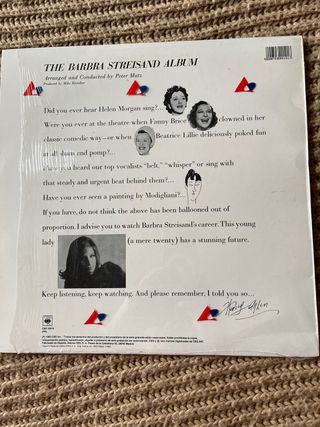 THE BARBRA STREISAND ALBUM
Arranged and Conducted by Peter Matz
Produced by Mike Berniker
Did you ever hear Helen Morgan sing?...
Were you ever at the theatre when Fanny Brice clowned in her
classic comedic way—or when Beatrice Lillie deliciously poked fun
at all sham and pomp?...
heard our top vocalists "belt," "whisper" or sing with
that steady and urgent beat behind them?...
Have you ever seen a painting by Modigliani?...
If you have, do not think the above has been ballooned out of
proportion. I advise you to watch Barbra Streisand's career. This young
lady (a mere twenty) has a stunning future.
Keep listening, keep watching. And please remember, I told you so...
Harold Arlen
CBS